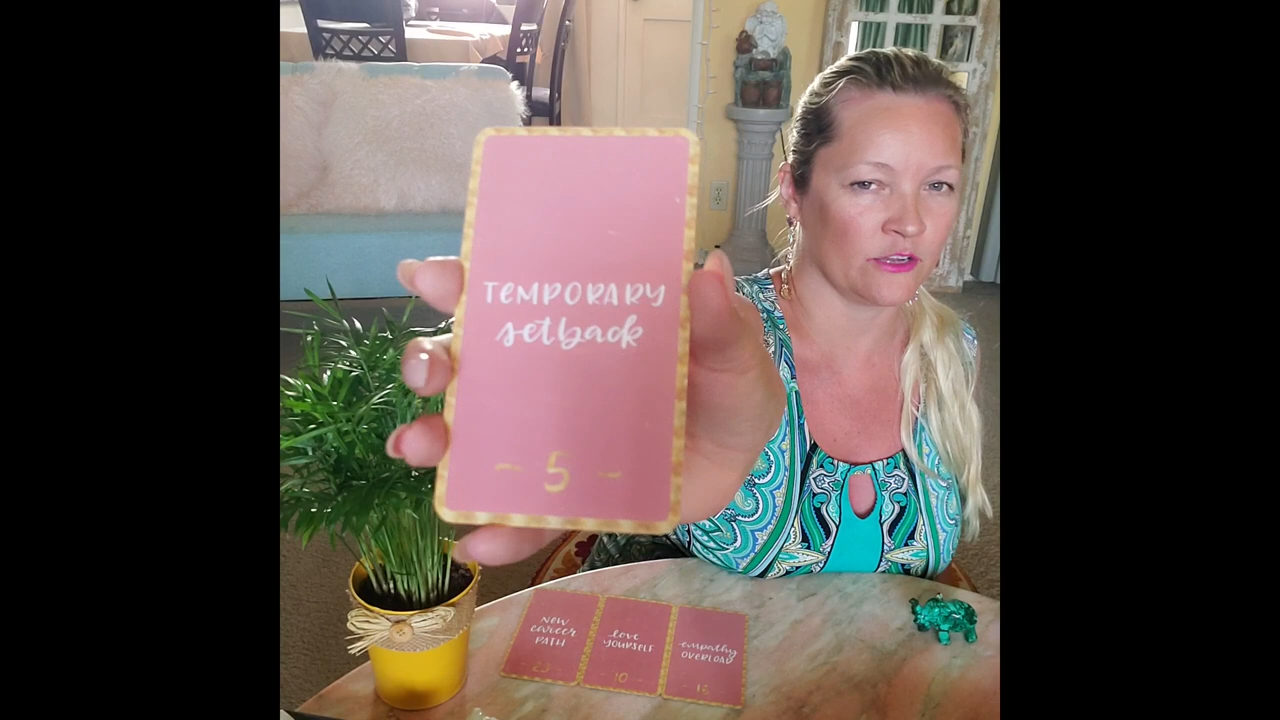 TEMPORARY
setback
- 5 -
NEW
career
PATH
love
YOURSELF
- 10 -
empathy
OVERLOAD